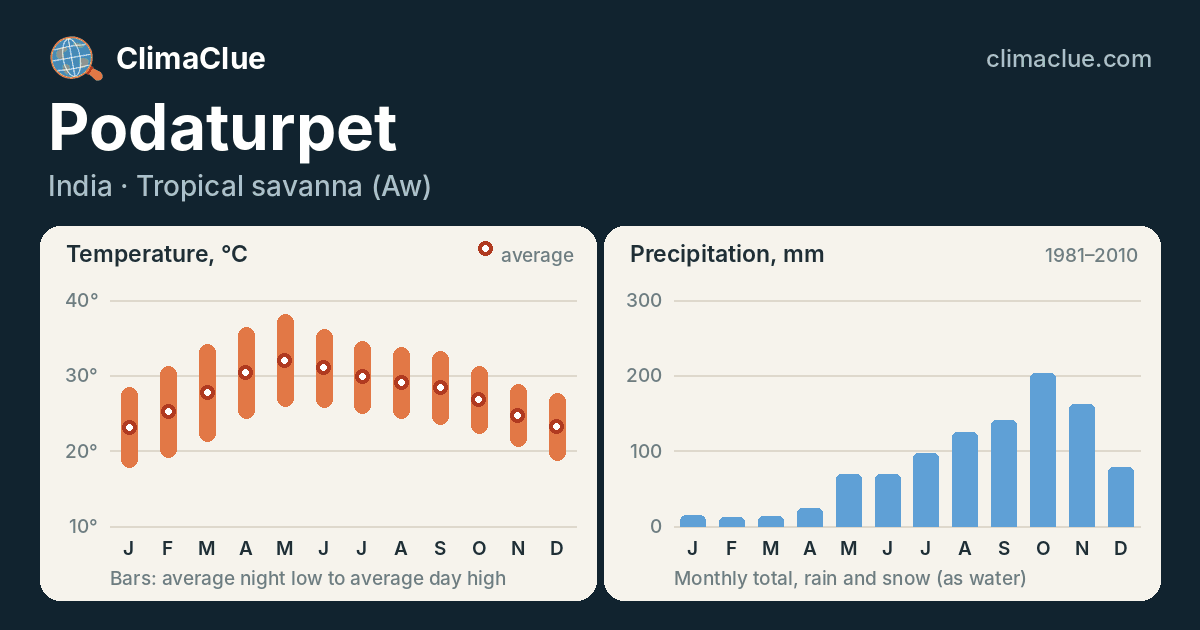 ClimaClue
climaclue.com
Podaturpet
India · Tropical savanna (Aw)
Temperature, °C
average
40°
30°
20°
10°
J F M A M J J A S O N D
Bars: average night low to average day high
Precipitation, mm
1981–2010
300
200
100
0
J F M A M J J A S O N D
Monthly total, rain and snow (as water)